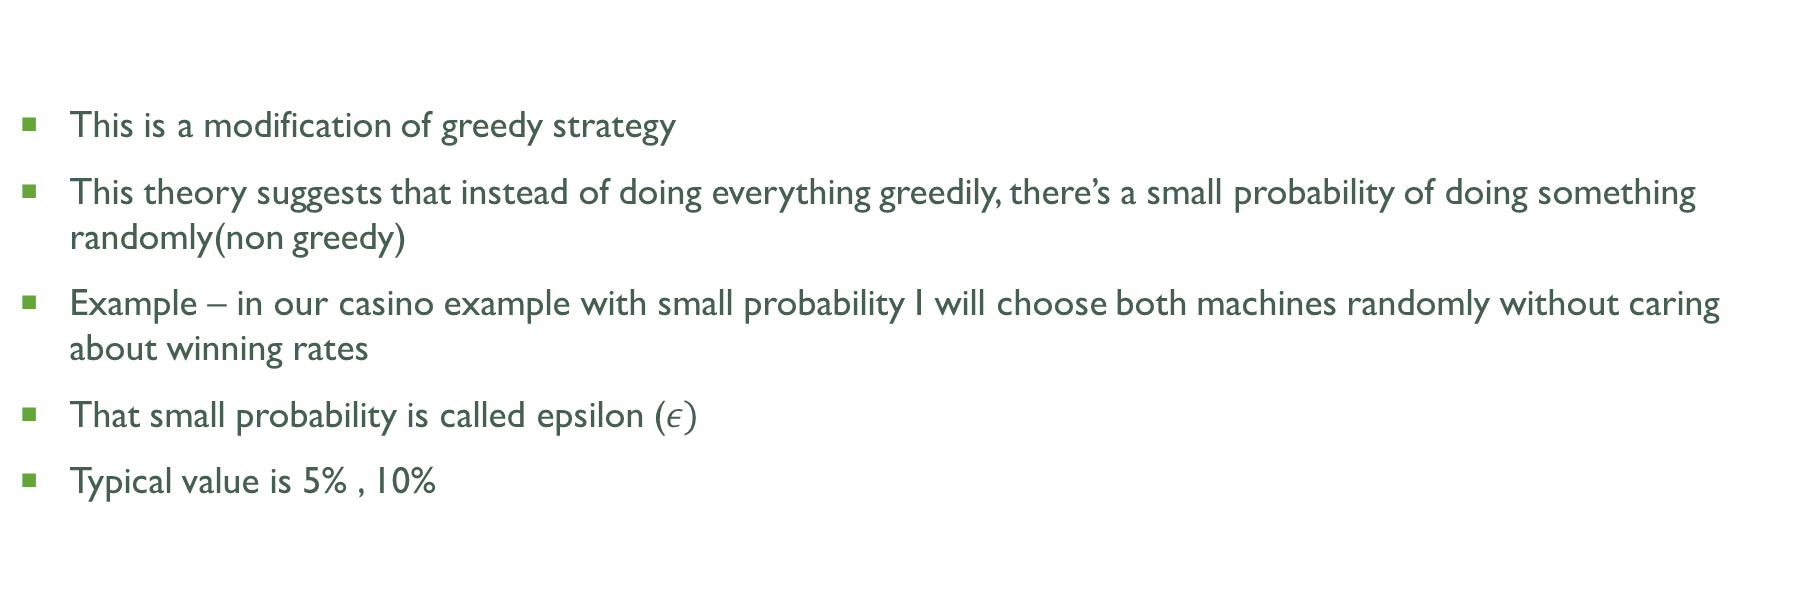 ▪ This is a modification of greedy strategy
▪ This theory suggests that instead of doing everything greedily, there’s a small probability of doing something
randomly(non greedy)
▪ Example – in our casino example with small probability I will choose both machines randomly without caring
about winning rates
▪ That small probability is called epsilon (ϵ)
▪ Typical value is 5% , 10%